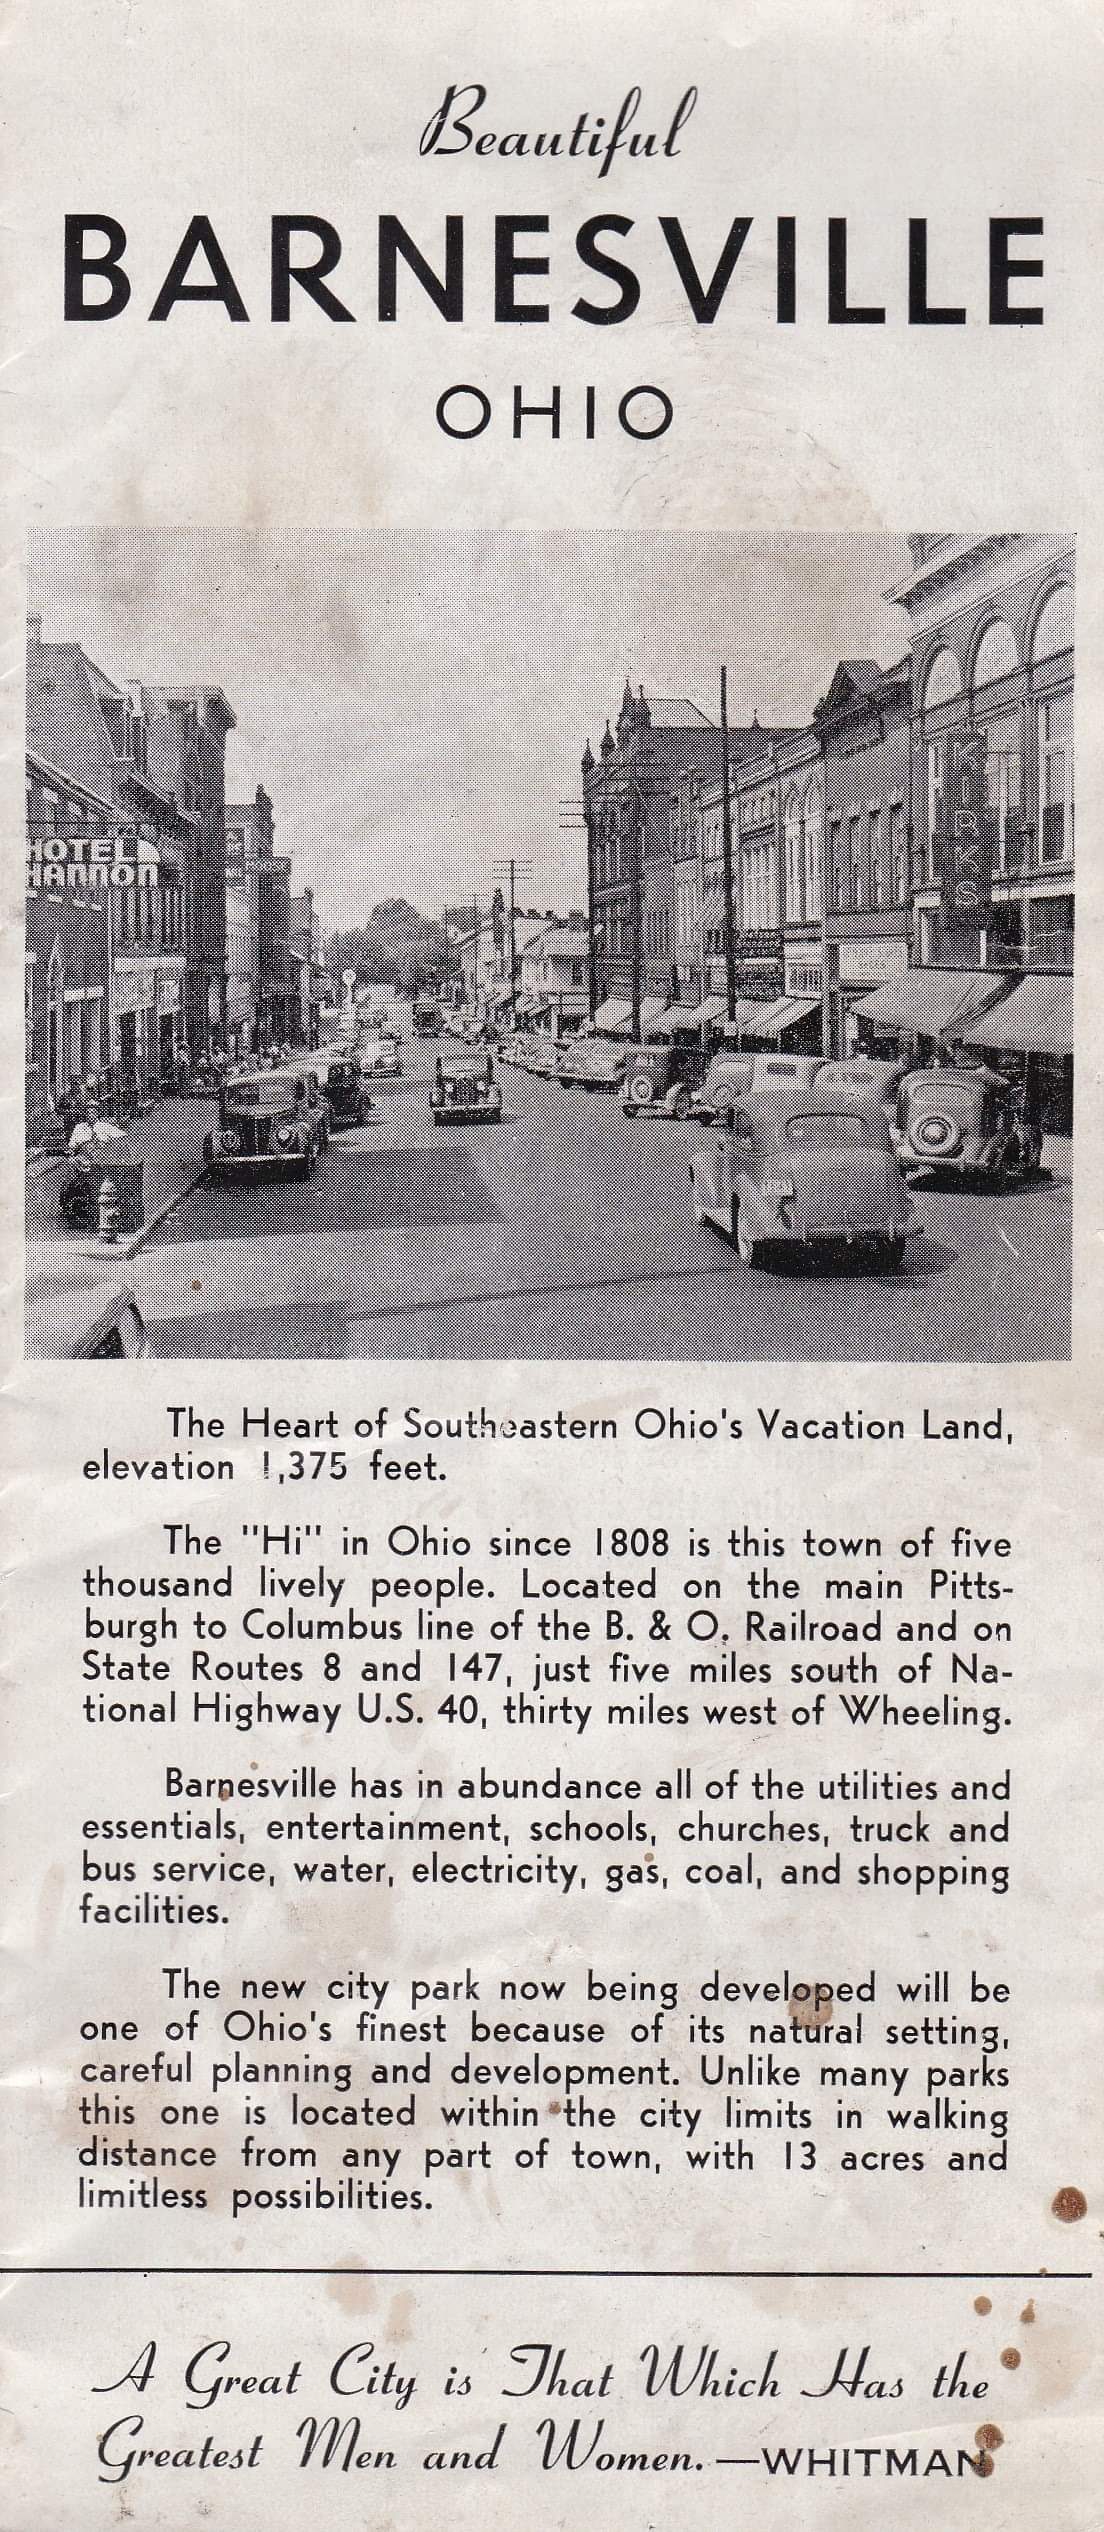 Beautiful
BARNESVILLE
OHIO
HOTEL
HANNON
KIRKS
The Heart of Southeastern Ohio's Vacation Land,
elevation 1,375 feet.
The "Hi" in Ohio since 1808 is this town of five
thousand lively people. Located on the main Pitts-
burgh to Columbus line of the B. & O. Railroad and on
State Routes 8 and 147, just five miles south of Na-
tional Highway U.S. 40, thirty miles west of Wheeling.
Barnesville has in abundance all of the utilities and
essentials, entertainment, schools, churches, truck and
bus service, water, electricity, gas, coal, and shopping
facilities.
The new city park now being developed will be
one of Ohio's finest because of its natural setting,
careful planning and development. Unlike many parks
this one is located within the city limits in walking
distance from any part of town, with 13 acres and
limitless possibilities.
A Great City is That Which Has the
Greatest Men and Women. —WHITMAN